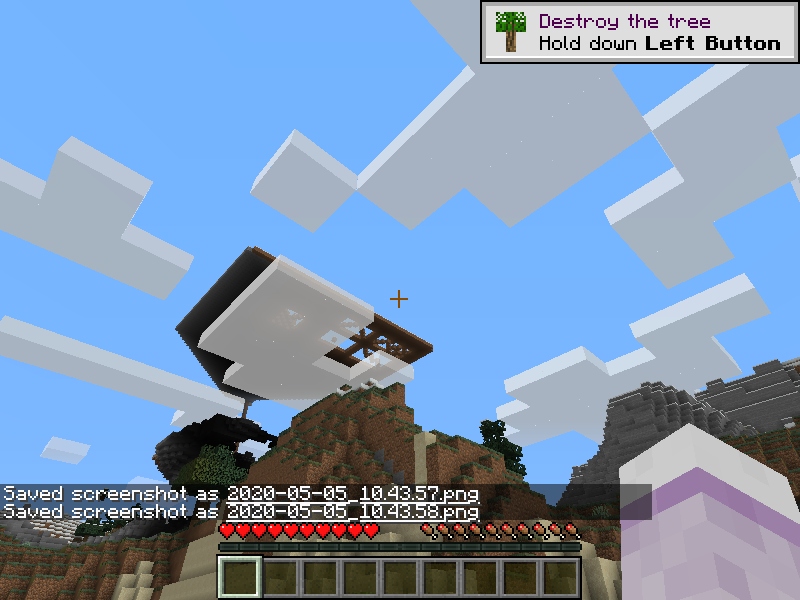 Destroy the tree
Hold down Left Button
Saved screenshot as 2020-05-05_10.43.57.png
Saved screenshot as 2020-05-05_10.43.58.png